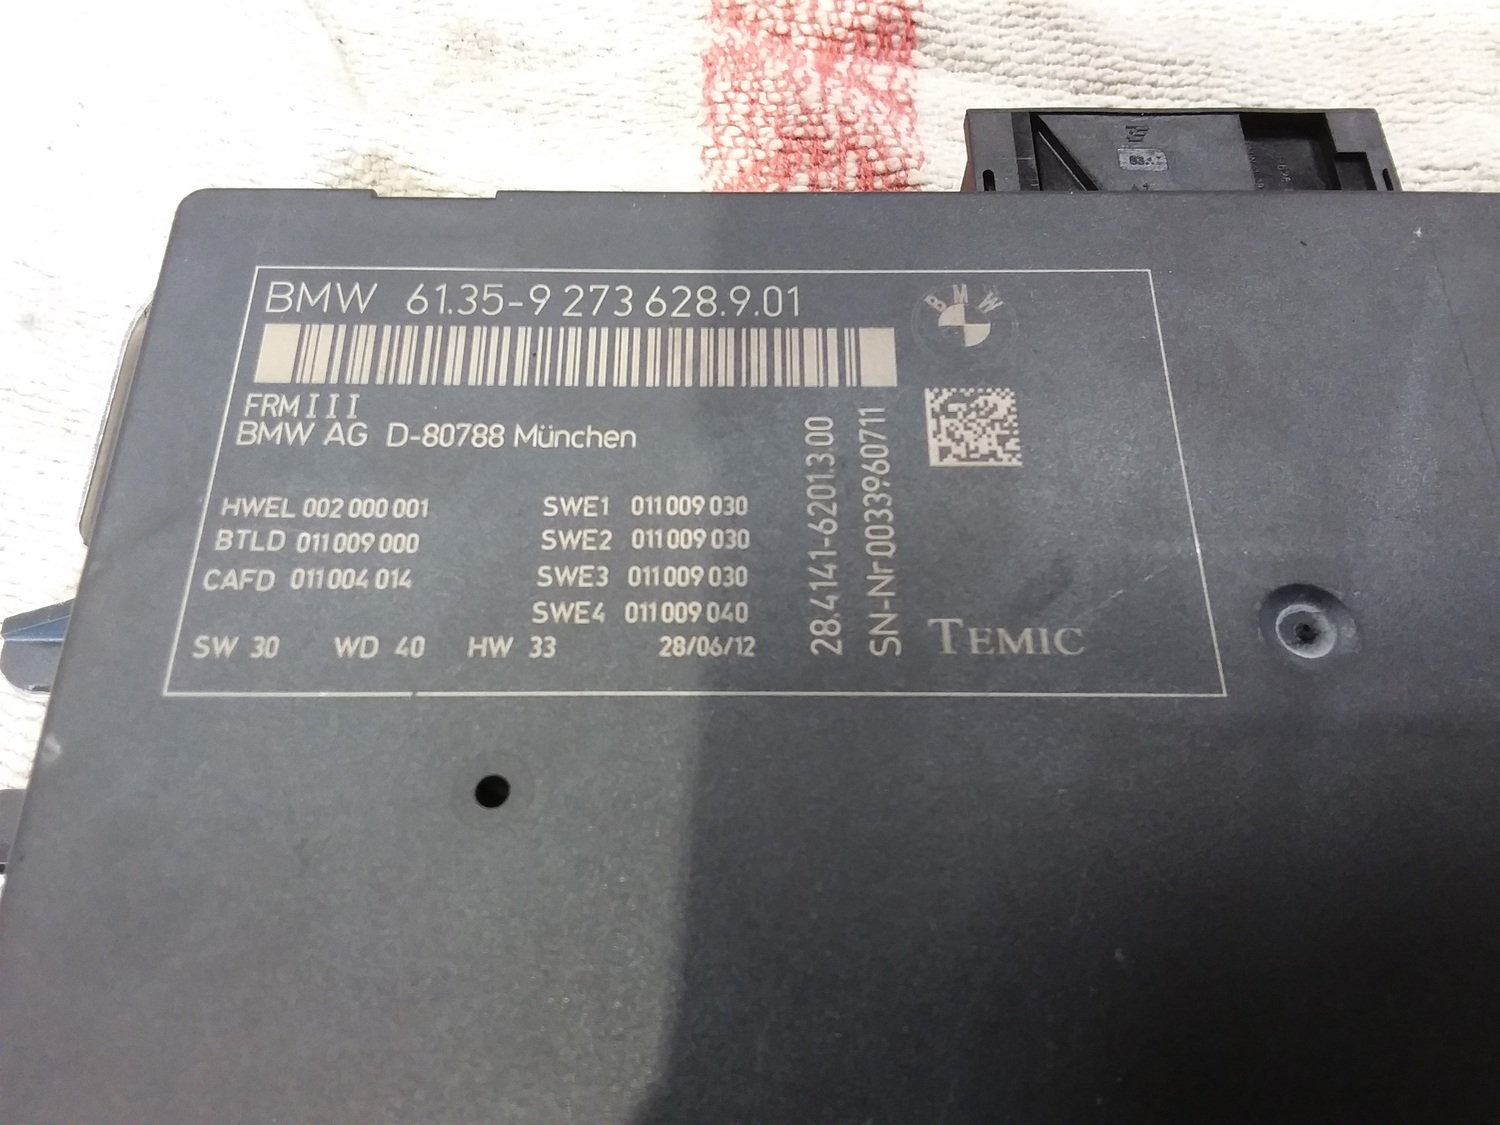 BMW 61.35-9 273 628.9.01
BMW
FRM III
BMW AG D-80788 München
HWEL 002 000 001 SWE1 011 009 030
BTLD 011 009 000 SWE2 011 009 030
CAFD 011 004 014 SWE3 011 009 030
SWE4 011 009 040
SW 30 WD 40 HW 33 28/06/12
28.4141-6201.3.00
SN-Nr 0033960711
TEMIC